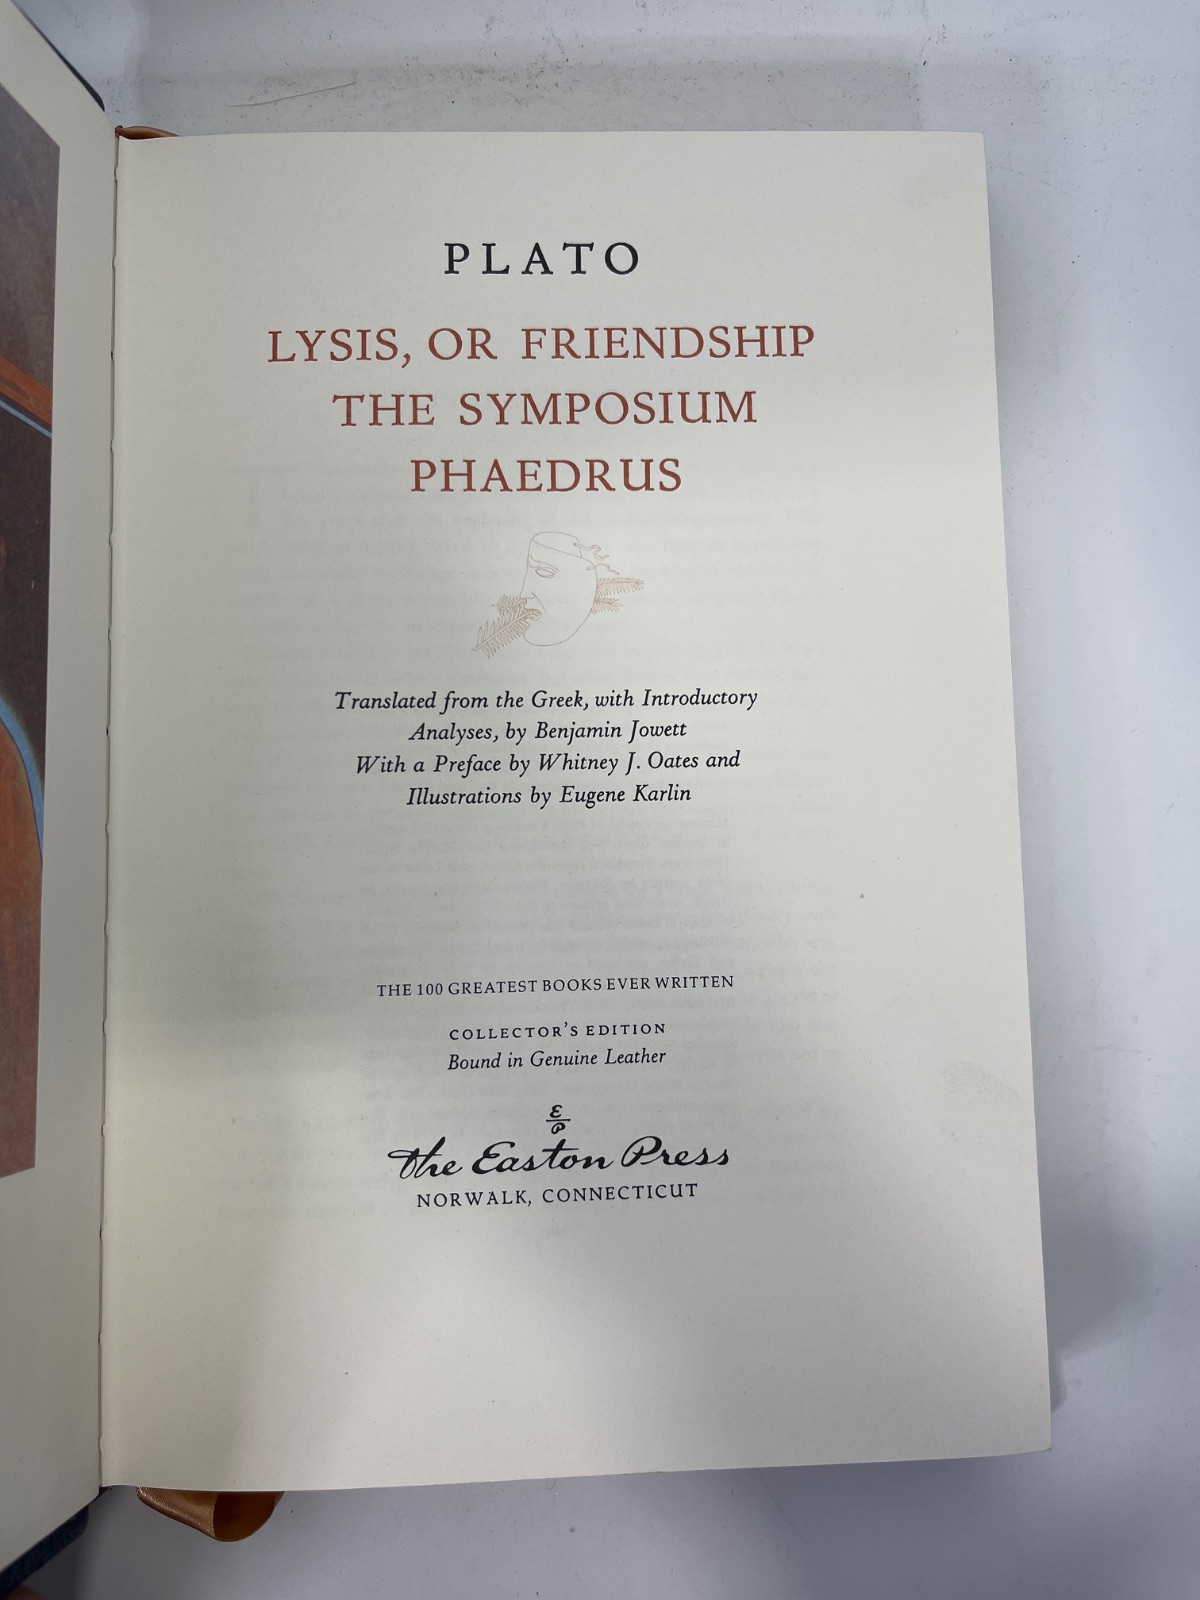 PLATO
LYSIS, OR FRIENDSHIP
THE SYMPOSIUM
PHAEDRUS
Translated from the Greek, with Introductory
Analyses, by Benjamin Jowett
With a Preface by Whitney J. Oates and
Illustrations by Eugene Karlin
THE 100 GREATEST BOOKS EVER WRITTEN
COLLECTOR'S EDITION
Bound in Genuine Leather
E
P
The Easton Press
NORWALK, CONNECTICUT